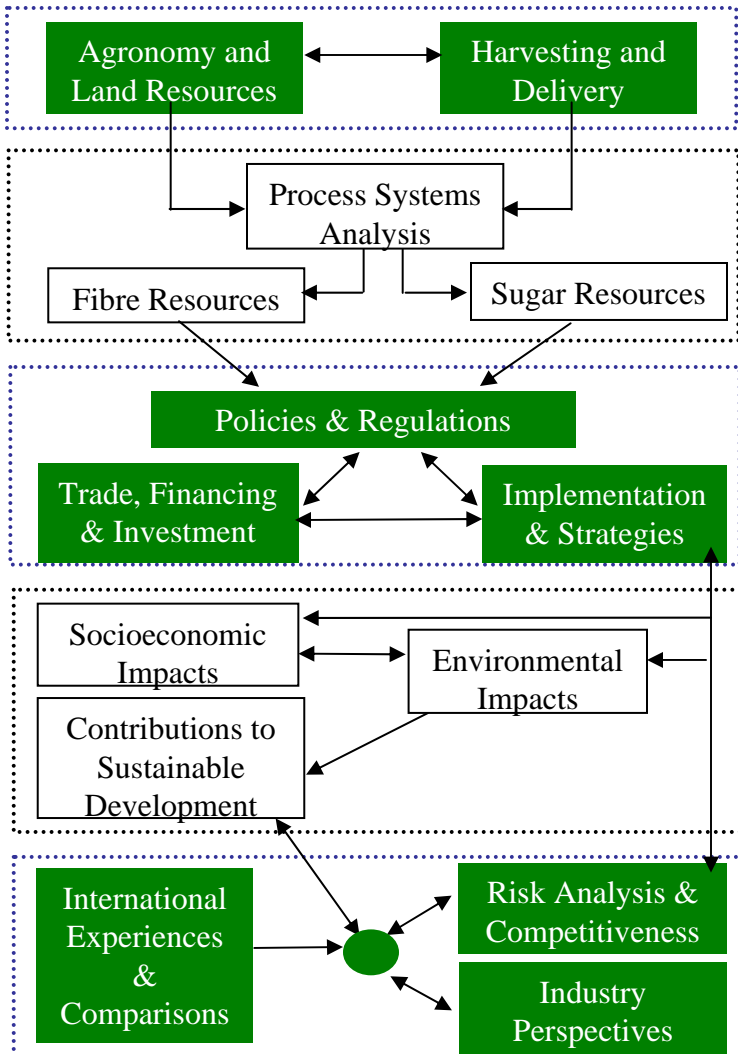 Agronomy and
Land Resources
Harvesting and
Delivery
Process Systems
Analysis
Fibre Resources
Sugar Resources
Policies & Regulations
Trade, Financing
& Investment
Implementation
& Strategies
Socioeconomic
Impacts
Environmental
Impacts
Contributions to
Sustainable
Development
International
Experiences
&
Comparisons
Risk Analysis &
Competitiveness
Industry
Perspectives